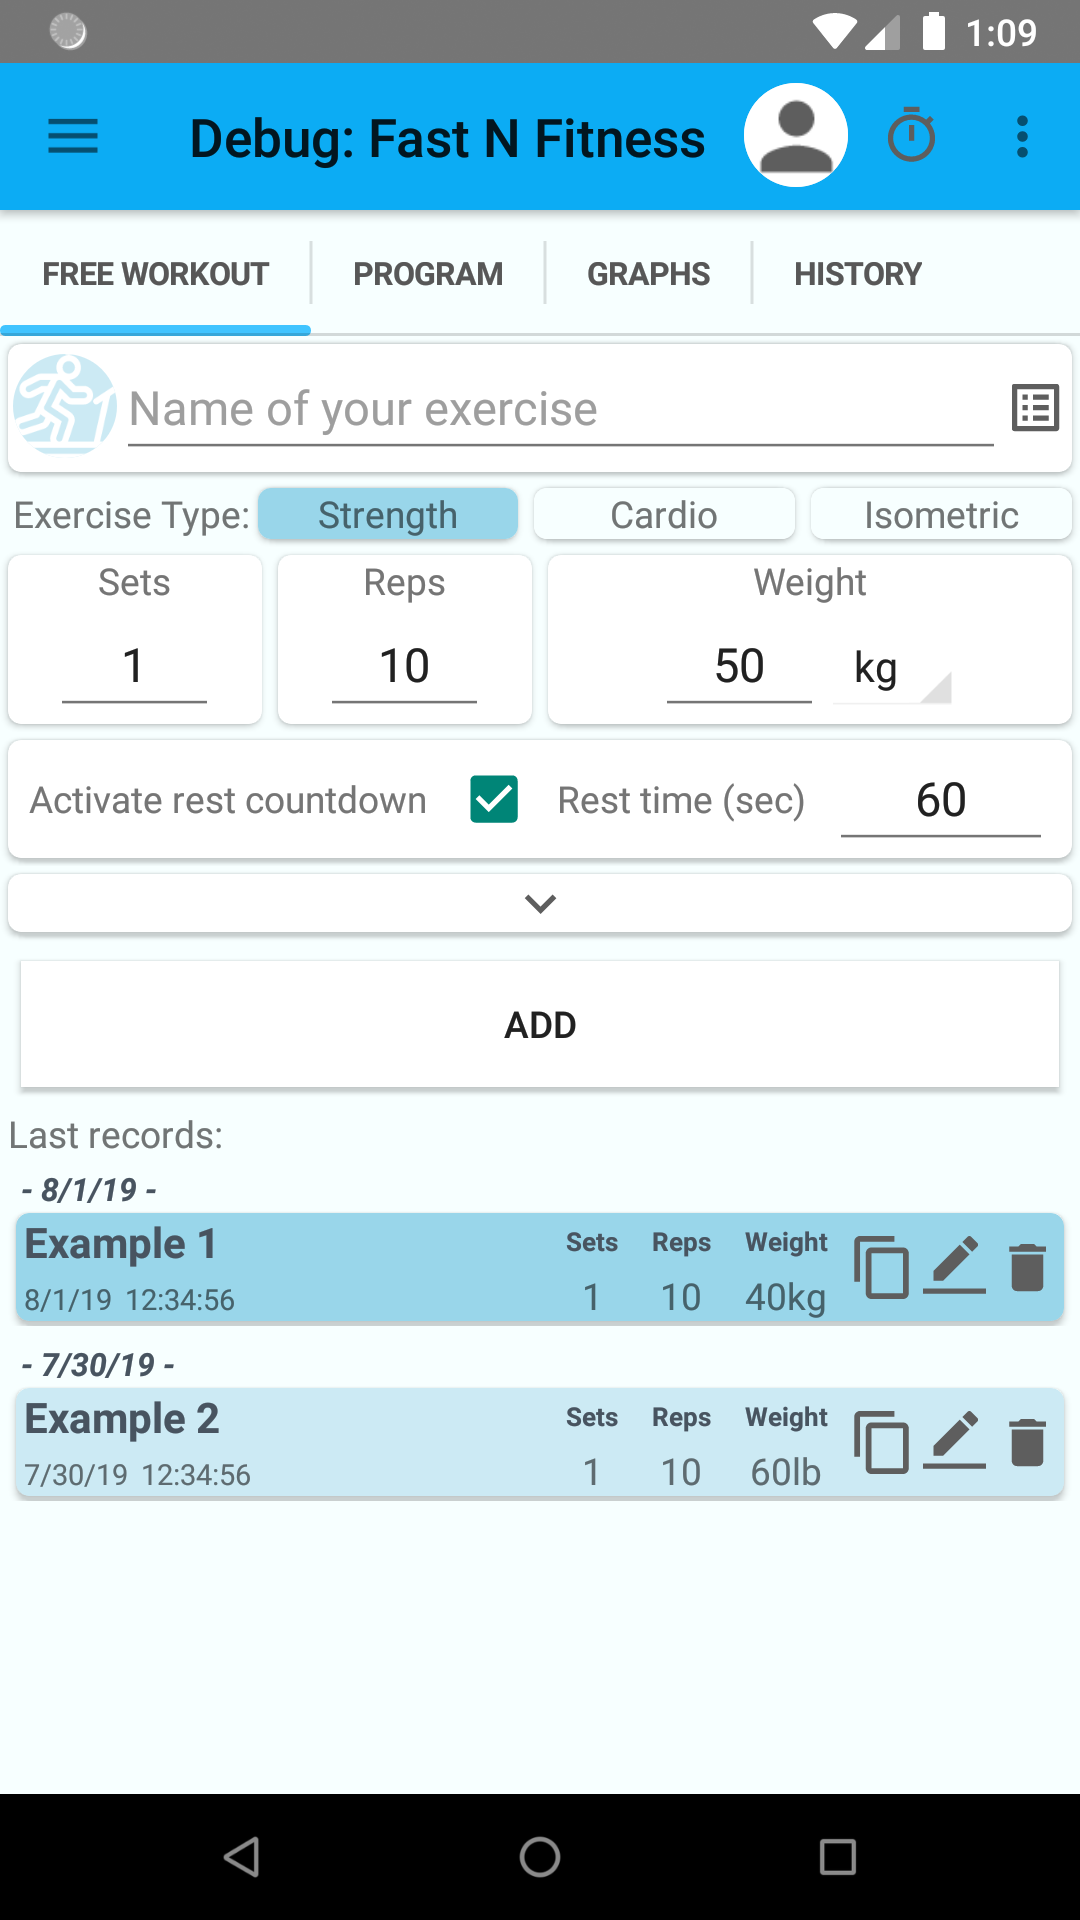 1:09
Debug: Fast N Fitness
FREE WORKOUT PROGRAM GRAPHS HISTORY
Name of your exercise
Exercise Type: Strength Cardio Isometric
Sets Reps Weight
1 10 50 kg
Activate rest countdown Rest time (sec) 60
ADD
Last records:
- 8/1/19 -
Example 1 Sets Reps Weight
8/1/19 12:34:56 1 10 40kg
- 7/30/19 -
Example 2 Sets Reps Weight
7/30/19 12:34:56 1 10 60lb